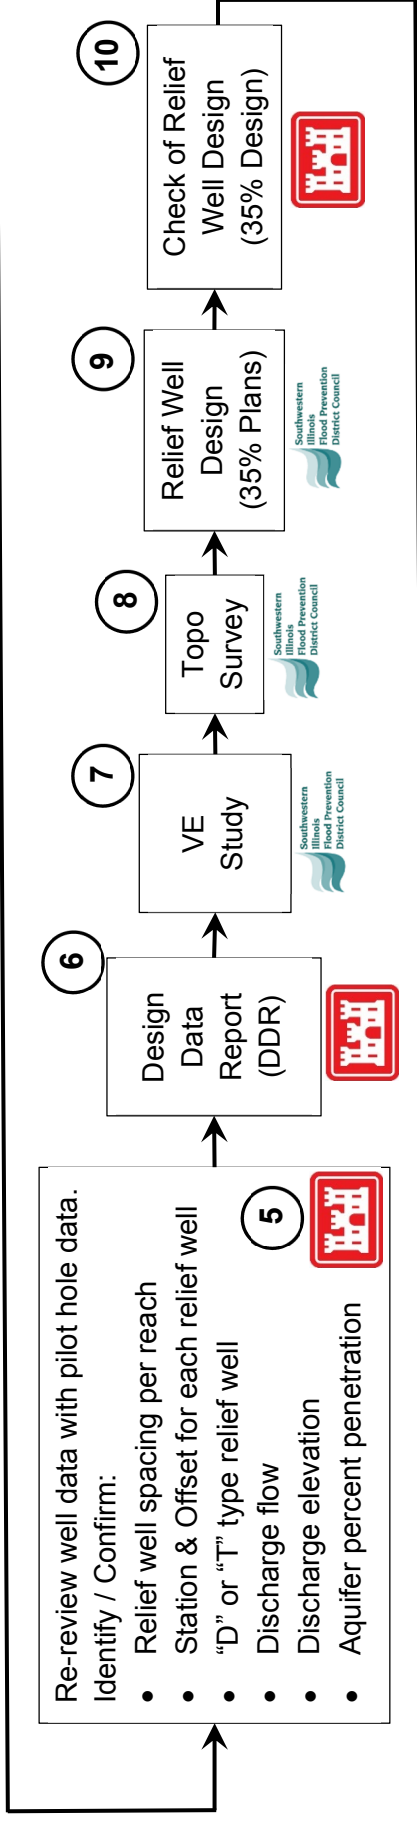 Re-review well data with pilot hole data.
Identify / Confirm:
• Relief well spacing per reach
• Station & Offset for each relief well
• “D” or “T” type relief well
• Discharge flow
• Discharge elevation
• Aquifer percent penetration
5
6
Design
Data
Report
(DDR)
7
VE
Study
Southwestern
Illinois
Flood Prevention
District Council
8
Topo
Survey
Southwestern
Illinois
Flood Prevention
District Council
9
Relief Well
Design
(35% Plans)
Southwestern
Illinois
Flood Prevention
District Council
10
Check of Relief
Well Design
(35% Design)